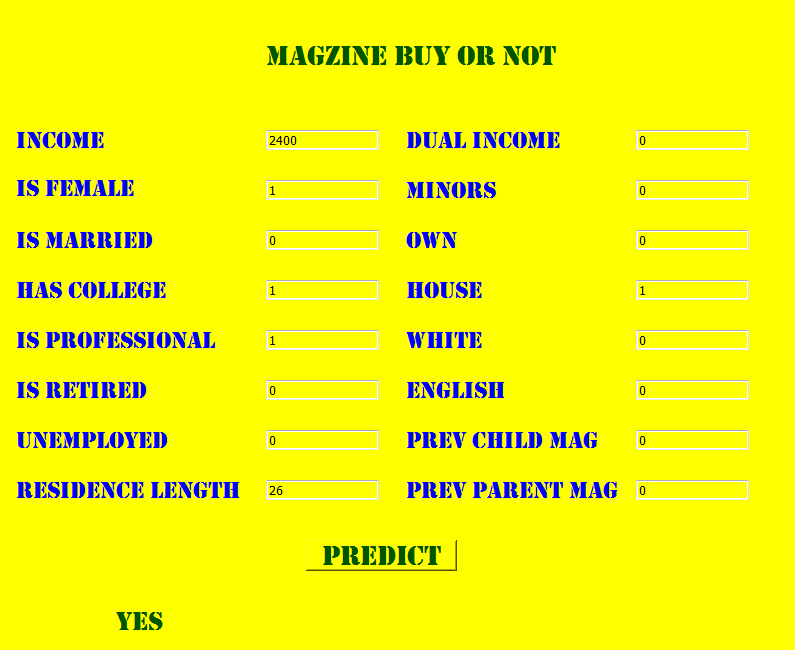 MAGZINE BUY OR NOT
INCOME 2400 DUAL INCOME 0
IS FEMALE 1 MINORS 0
IS MARRIED 0 OWN 0
HAS COLLEGE 1 HOUSE 1
IS PROFESSIONAL 1 WHITE 0
IS RETIRED 0 ENGLISH 0
UNEMPLOYED 0 PREV CHILD MAG 0
RESIDENCE LENGTH 26 PREV PARENT MAG 0
PREDICT
YES